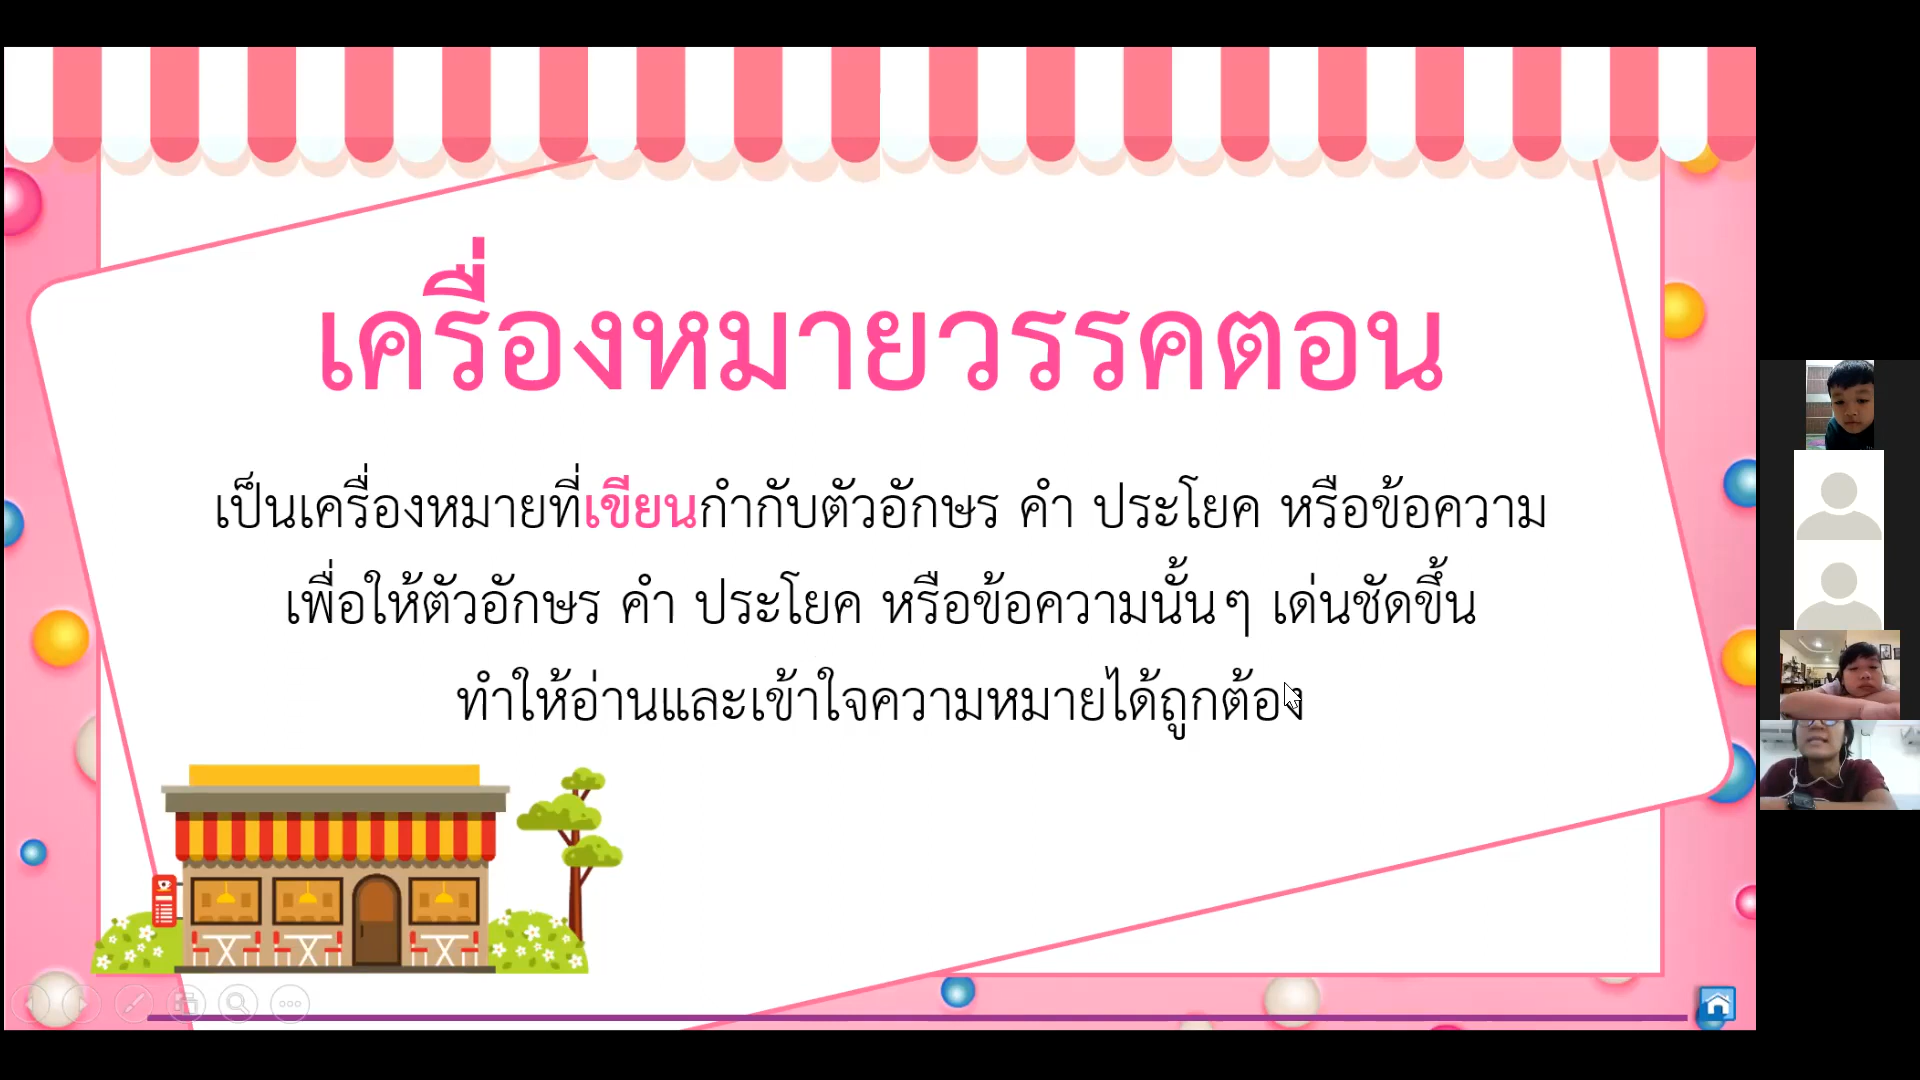 เครื่องหมายวรรคตอน
เป็นเครื่องหมายที่เขียนกำกับตัวอักษร คำ ประโยค หรือข้อความ
เพื่อให้ตัวอักษร คำ ประโยค หรือข้อความนั้นๆ เด่นชัดขึ้น
ทำให้อ่านและเข้าใจความหมายได้ถูกต้อง